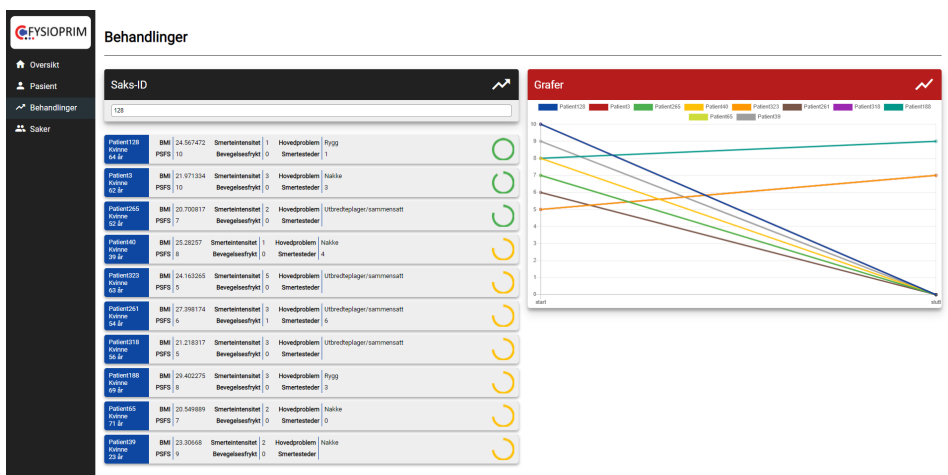 FYSIOPRIM
Behandlinger
Oversikt
Pasient
Behandlinger
Saker
Saks-ID
128
Patient128 BMI 24.567472 Smerteintensitet 1 Hovedproblem Rygg
Kvinne
64 år PSFS 10 Bevegelsesfrykt 0 Smertesteder 1
Patient3 BMI 21.971334 Smerteintensitet 3 Hovedproblem Nakke
Kvinne
62 år PSFS 10 Bevegelsesfrykt 0 Smertesteder 3
Patient265 BMI 20.700817 Smerteintensitet 2 Hovedproblem Utbredteplager/sammensatt
Kvinne
52 år PSFS 7 Bevegelsesfrykt 0 Smertesteder
Patient40 BMI 25.28257 Smerteintensitet 1 Hovedproblem Nakke
Kvinne
39 år PSFS 8 Bevegelsesfrykt 0 Smertesteder 4
Patient323 BMI 24.163265 Smerteintensitet 5 Hovedproblem Utbredteplager/sammensatt
Kvinne
63 år PSFS 5 Bevegelsesfrykt 0 Smertesteder
Patient261 BMI 27.398174 Smerteintensitet 3 Hovedproblem Utbredteplager/sammensatt
Kvinne
54 år PSFS 6 Bevegelsesfrykt 1 Smertesteder 6
Patient318 BMI 21.218317 Smerteintensitet 3 Hovedproblem Utbredteplager/sammensatt
Kvinne
56 år PSFS 5 Bevegelsesfrykt 0 Smertesteder
Patient188 BMI 29.402275 Smerteintensitet 3 Hovedproblem Rygg
Kvinne
69 år PSFS 8 Bevegelsesfrykt 0 Smertesteder 3
Patient65 BMI 20.549889 Smerteintensitet 2 Hovedproblem Nakke
Kvinne
71 år PSFS 7 Bevegelsesfrykt 0 Smertesteder 0
Patient39 BMI 23.30668 Smerteintensitet 2 Hovedproblem Nakke
Kvinne
23 år PSFS 9 Bevegelsesfrykt 0 Smertesteder
Grafer
Patient128 Patient3 Patient265 Patient40 Patient323 Patient261 Patient318 Patient188
Patient65 Patient39
10
9
8
7
6
5
4
3
2
1
0
start slutt